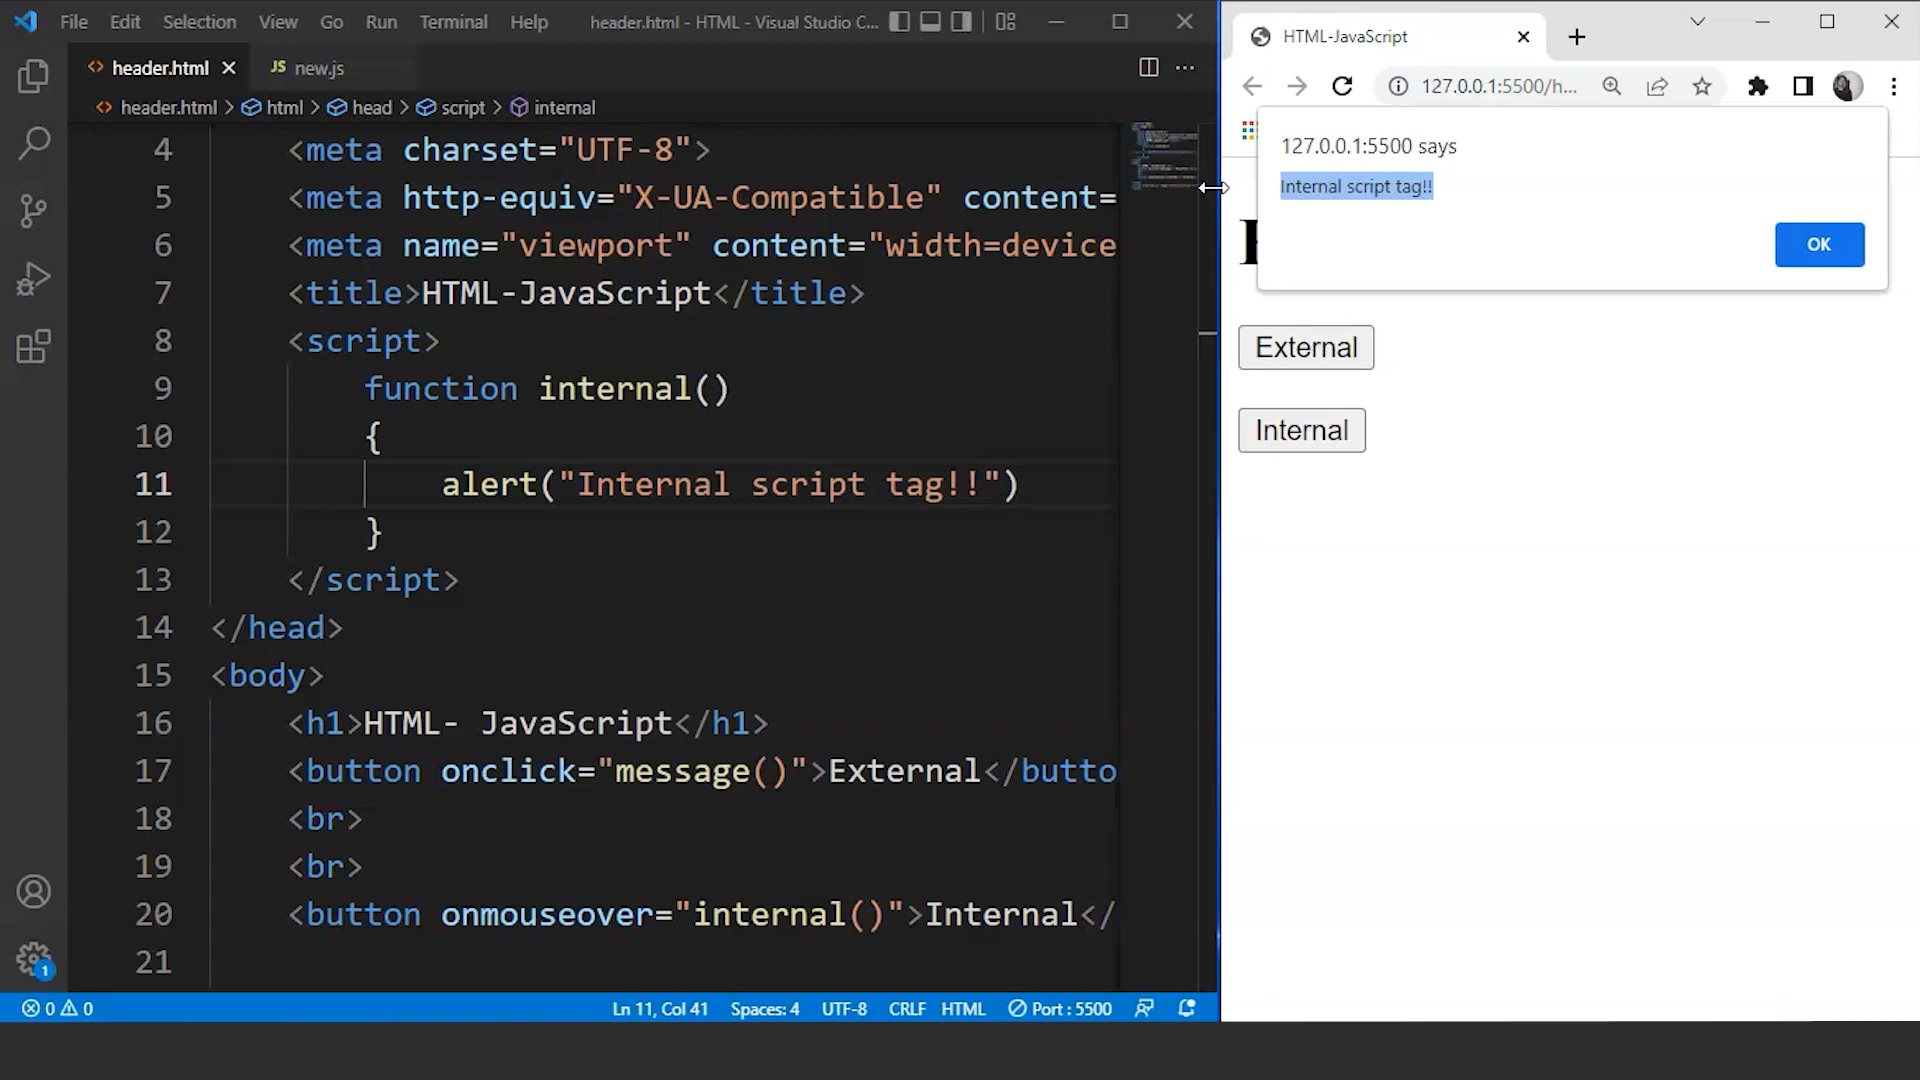 File Edit Selection View Go Run Terminal Help header.html - HTML - Visual Studio C...
header.html JS new.js
header.html > html > head > script > internal
4 <meta charset="UTF-8">
5 <meta http-equiv="X-UA-Compatible" content=
6 <meta name="viewport" content="width=device
7 <title>HTML-JavaScript</title>
8 <script>
9 function internal()
10 {
11 alert("Internal script tag!!")
12 }
13 </script>
14 </head>
15 <body>
16 <h1>HTML- JavaScript</h1>
17 <button onclick="message()">External</butto
18 <br>
19 <br>
20 <button onmouseover="internal()">Internal</
21
1
0 0 Ln 11, Col 41 Spaces: 4 UTF-8 CRLF HTML Port : 5500
HTML-JavaScript
127.0.0.1:5500/h...
127.0.0.1:5500 says
Internal script tag!!
OK
External
Internal